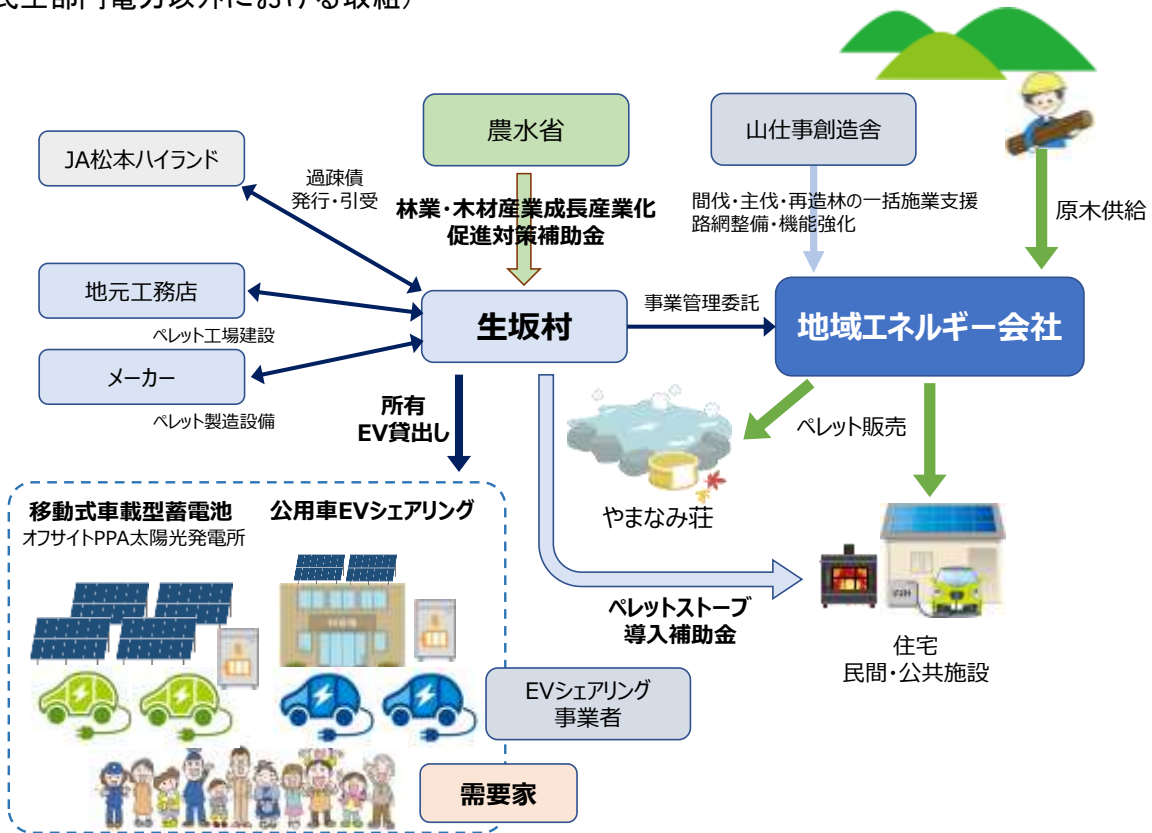 農水省
山仕事創造舎
JA松本ハイランド
過疎債
発行・引受
林業・木材産業成長産業化
促進対策補助金
間伐・主伐・再造林の一括施業支援
路網整備・機能強化
原木供給
地元工務店
ペレット工場建設
生坂村
事業管理委託
地域エネルギー会社
メーカー
ペレット製造設備
所有
EV貸出し
ペレット販売
やまなみ荘
移動式車載型蓄電池
オフサイトPPA太陽光発電所
公用車EVシェアリング
ペレットストーブ
導入補助金
住宅
民間・公共施設
EVシェアリング
事業者
需要家